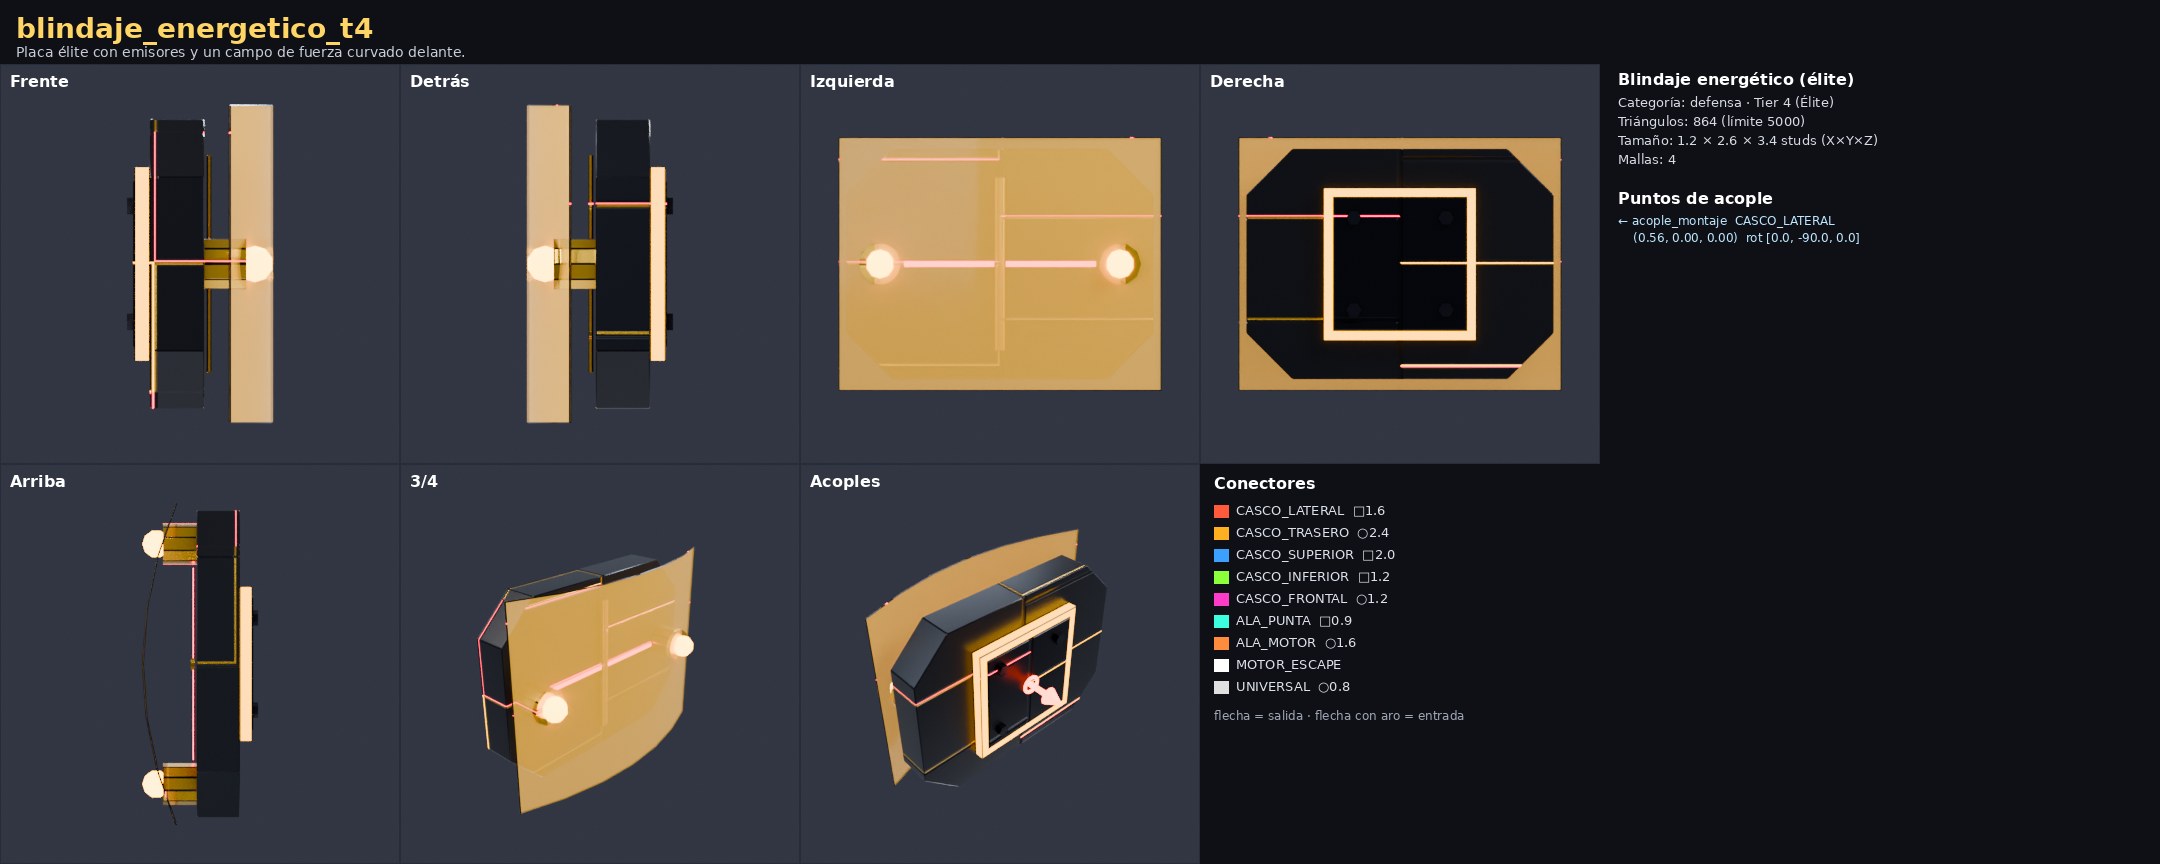 blindaje_energetico_t4
Placa élite con emisores y un campo de fuerza curvado delante.
Frente
Detrás
Izquierda
Derecha
Blindaje energético (élite)
Categoría: defensa · Tier 4 (Élite)
Triángulos: 864 (límite 5000)
Tamaño: 1.2 × 2.6 × 3.4 studs (X×Y×Z)
Mallas: 4
Puntos de acople
← acople_montaje CASCO_LATERAL
(0.56, 0.00, 0.00) rot [0.0, -90.0, 0.0]
Arriba
3/4
Acoples
Conectores
CASCO_LATERAL □1.6
CASCO_TRASERO ○2.4
CASCO_SUPERIOR □2.0
CASCO_INFERIOR □1.2
CASCO_FRONTAL ○1.2
ALA_PUNTA □0.9
ALA_MOTOR ○1.6
MOTOR_ESCAPE
UNIVERSAL ○0.8
flecha = salida · flecha con aro = entrada